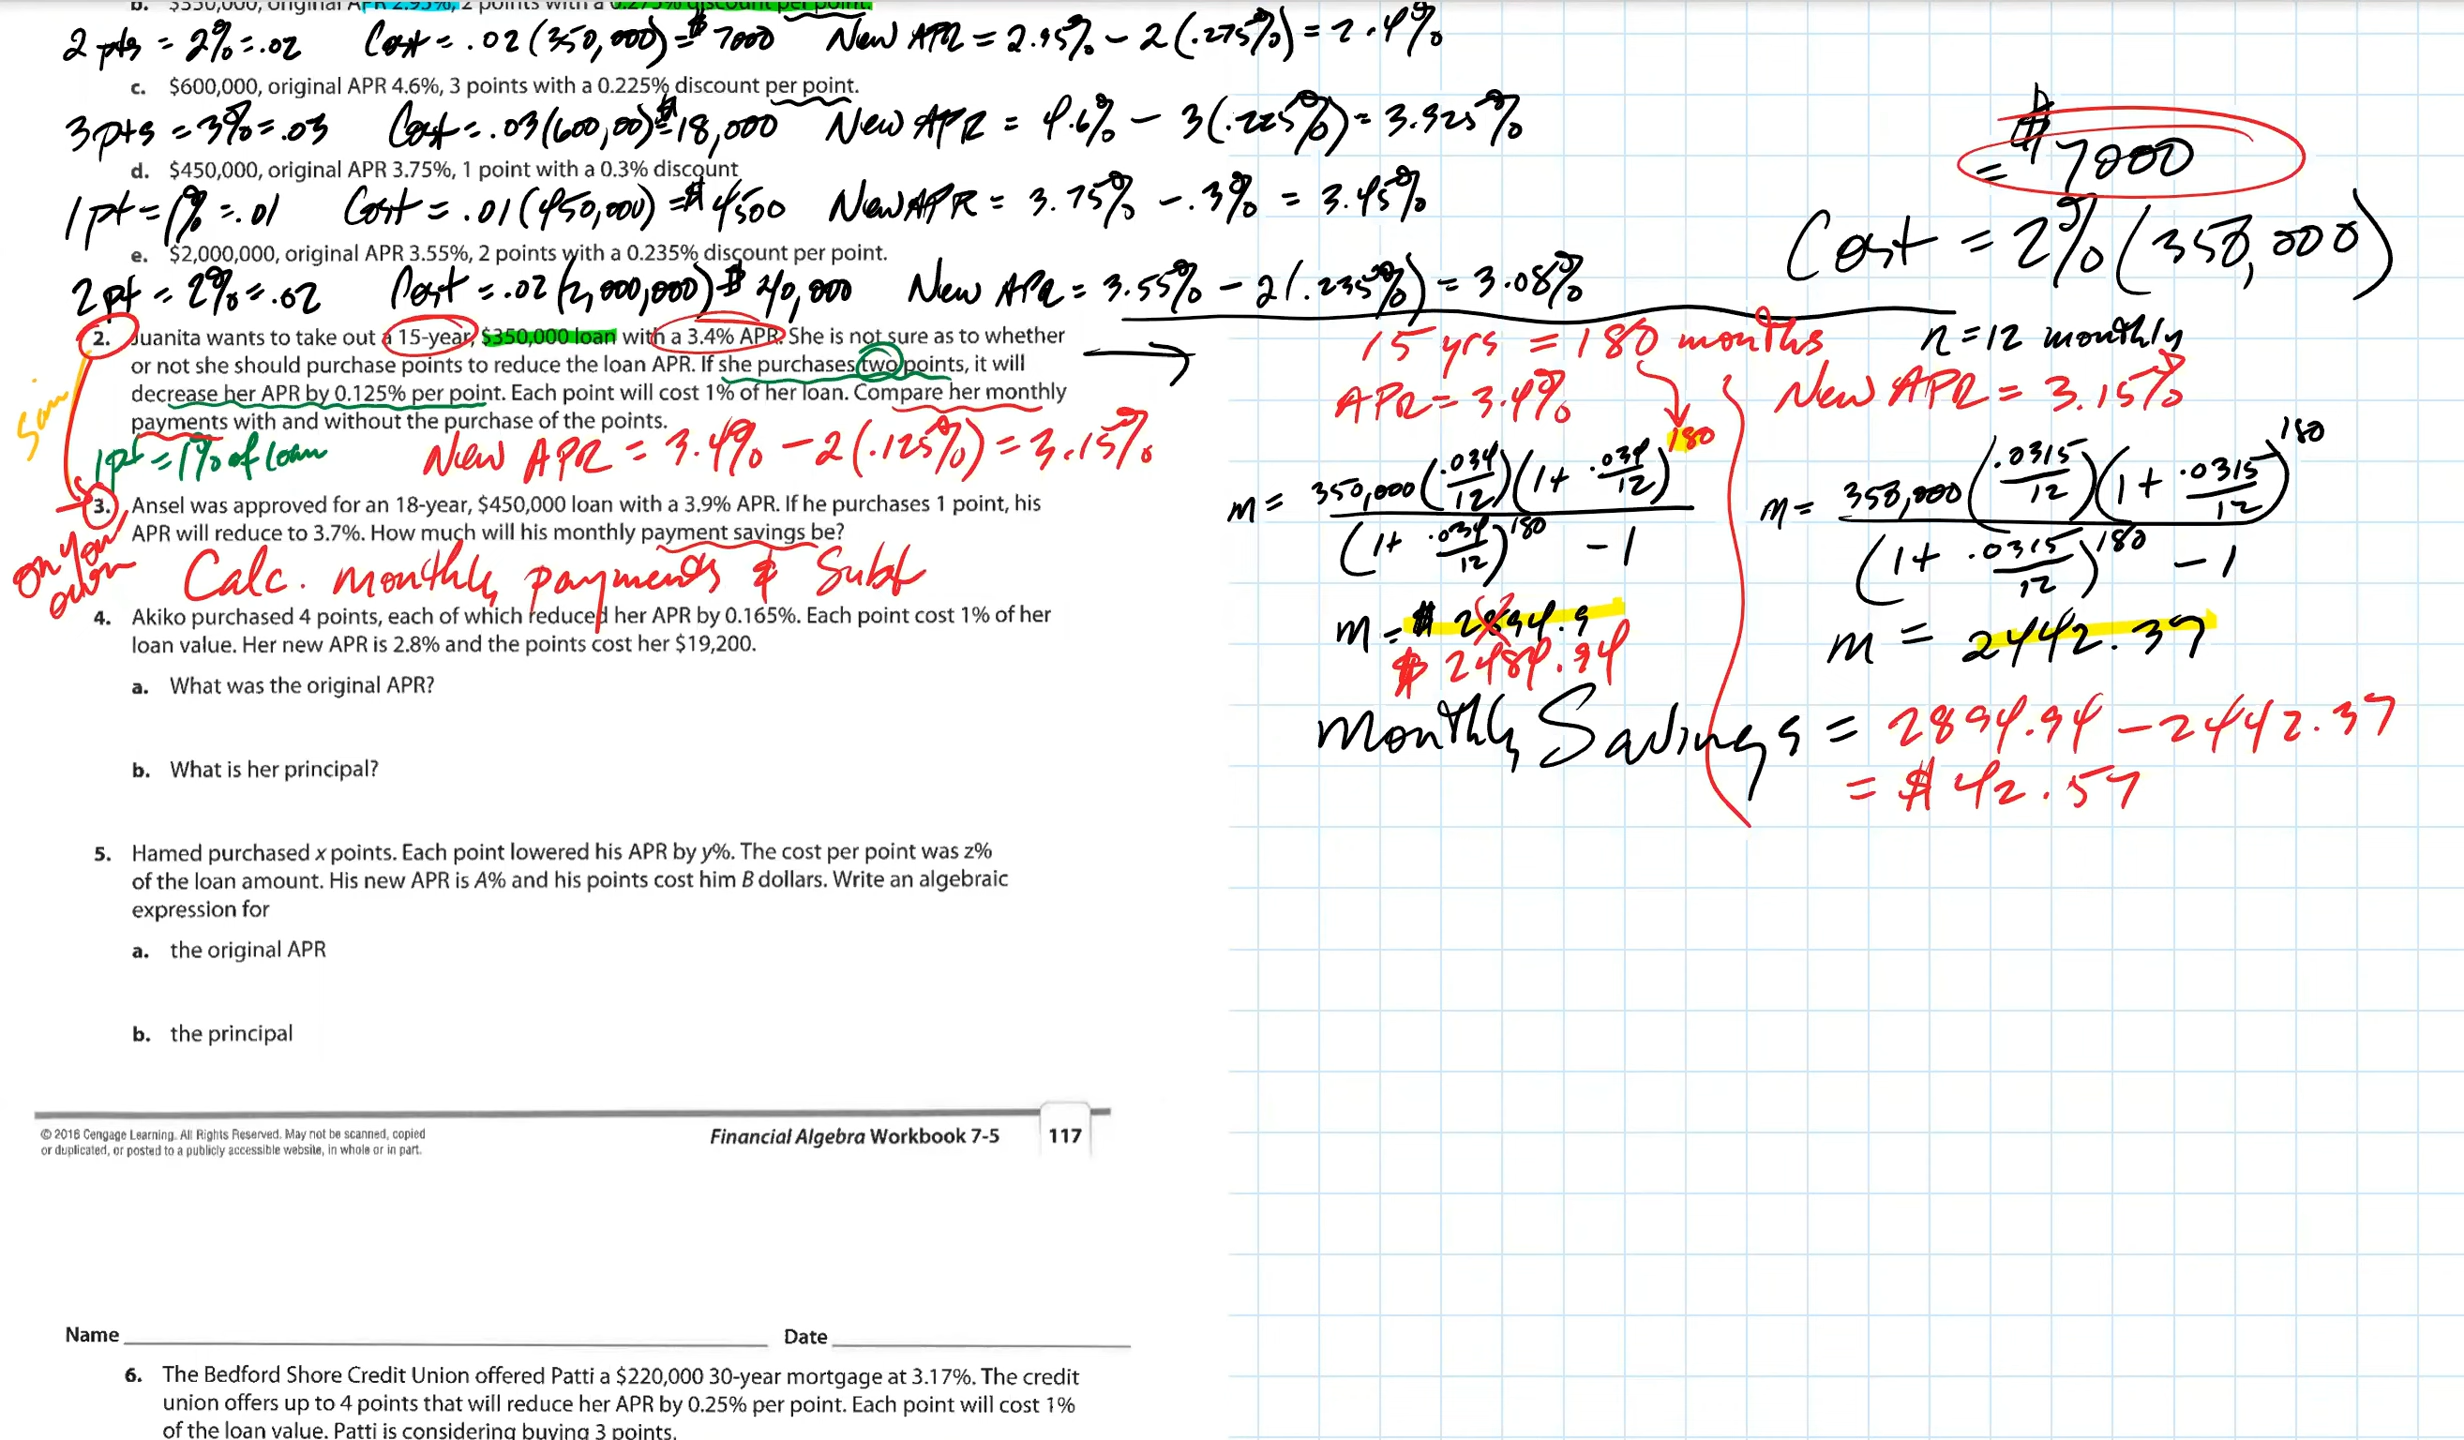 b. $350,000, original APR 2.95%, 2 points with a 0.275% discount per point.
2 pts = 2% = .02 Cost = .02(350,000) = $7000 New APR = 2.95% - 2(.275%) = 2.4%
c. $600,000, original APR 4.6%, 3 points with a 0.225% discount per point.
3 pts = 3% = .03 Cost = .03(600,00) = $18,000 New APR = 4.6% - 3(.225%) = 3.925%
d. $450,000, original APR 3.75%, 1 point with a 0.3% discount
1 pt = 1% = .01 Cost = .01(450,000) = $4500 New APR = 3.75% - .3% = 3.45%
e. $2,000,000, original APR 3.55%, 2 points with a 0.235% discount per point.
2 pt = 2% = .02 Cost = .02(2,000,000) $40,000 New APR = 3.55% - 2(.235%) = 3.08%
= $7000
Cost = 2%(350,000)
2. Juanita wants to take out a 15-year, $350,000 loan with a 3.4% APR. She is not sure as to whether
or not she should purchase points to reduce the loan APR. If she purchases two points, it will
decrease her APR by 0.125% per point. Each point will cost 1% of her loan. Compare her monthly
payments with and without the purchase of the points.
1 pt = 1% of loan New APR = 3.4% - 2(.125%) = 3.15%
3. Ansel was approved for an 18-year, $450,000 loan with a 3.9% APR. If he purchases 1 point, his
APR will reduce to 3.7%. How much will his monthly payment savings be?
on your
own
Calc. monthly payments & Subt
4. Akiko purchased 4 points, each of which reduced her APR by 0.165%. Each point cost 1% of her
loan value. Her new APR is 2.8% and the points cost her $19,200.
a. What was the original APR?
b. What is her principal?
5. Hamed purchased x points. Each point lowered his APR by y%. The cost per point was z%
of the loan amount. His new APR is A% and his points cost him B dollars. Write an algebraic
expression for
a. the original APR
b. the principal
15 yrs = 180 months n = 12 monthly
APR = 3.4% New APR = 3.15%
180
m = 350,000(.034/12)(1 + .034/12)
(1 + .034/12)^180 - 1
m = $2894.9
$2484.94
m = 350,000(.0315/12)(1 + .0315/12)^180
(1 + .0315/12)^180 - 1
m = 2442.37
monthly Savings = 2894.94 - 2442.37
= $42.57
© 2018 Cengage Learning. All Rights Reserved. May not be scanned, copied
or duplicated, or posted to a publicly accessible website, in whole or in part.
Financial Algebra Workbook 7-5 117
Name Date
6. The Bedford Shore Credit Union offered Patti a $220,000 30-year mortgage at 3.17%. The credit
union offers up to 4 points that will reduce her APR by 0.25% per point. Each point will cost 1%
of the loan value. Patti is considering buying 3 points.